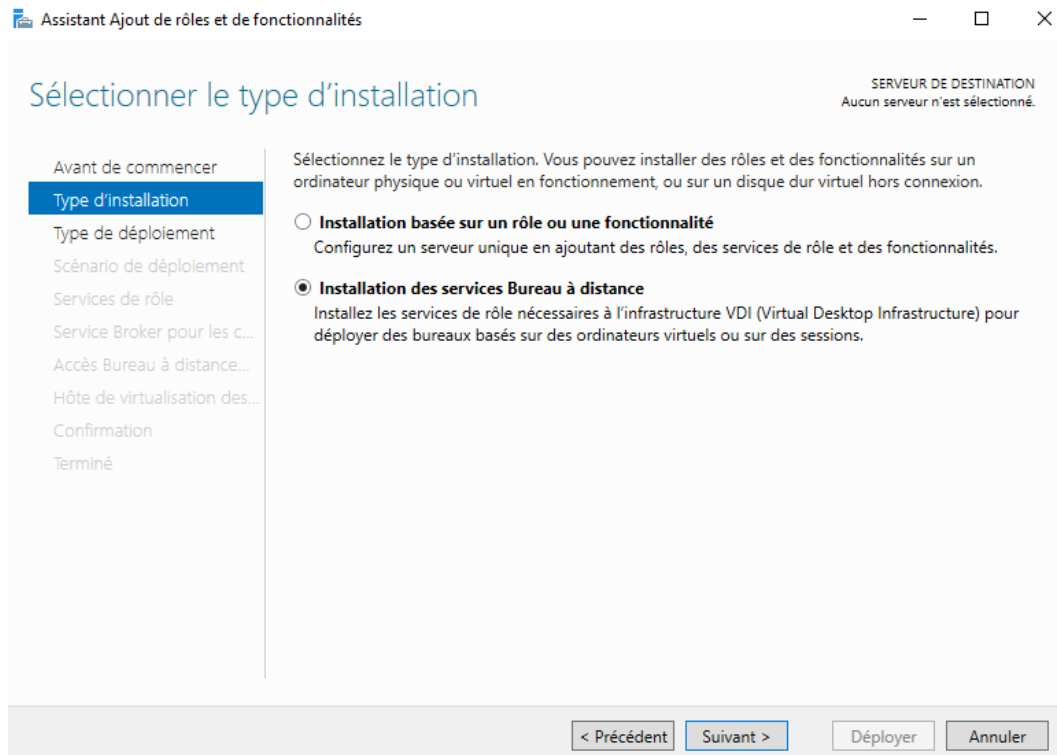 Assistant Ajout de rôles et de fonctionnalités
Sélectionner le type d'installation
SERVEUR DE DESTINATION
Aucun serveur n'est sélectionné.
Avant de commencer
Type d'installation
Type de déploiement
Scénario de déploiement
Services de rôle
Service Broker pour les c...
Accès Bureau à distance...
Hôte de virtualisation des...
Confirmation
Terminé
Sélectionnez le type d'installation. Vous pouvez installer des rôles et des fonctionnalités sur un
ordinateur physique ou virtuel en fonctionnement, ou sur un disque dur virtuel hors connexion.
Installation basée sur un rôle ou une fonctionnalité
Configurez un serveur unique en ajoutant des rôles, des services de rôle et des fonctionnalités.
Installation des services Bureau à distance
Installez les services de rôle nécessaires à l'infrastructure VDI (Virtual Desktop Infrastructure) pour
déployer des bureaux basés sur des ordinateurs virtuels ou sur des sessions.
< Précédent
Suivant >
Déployer
Annuler